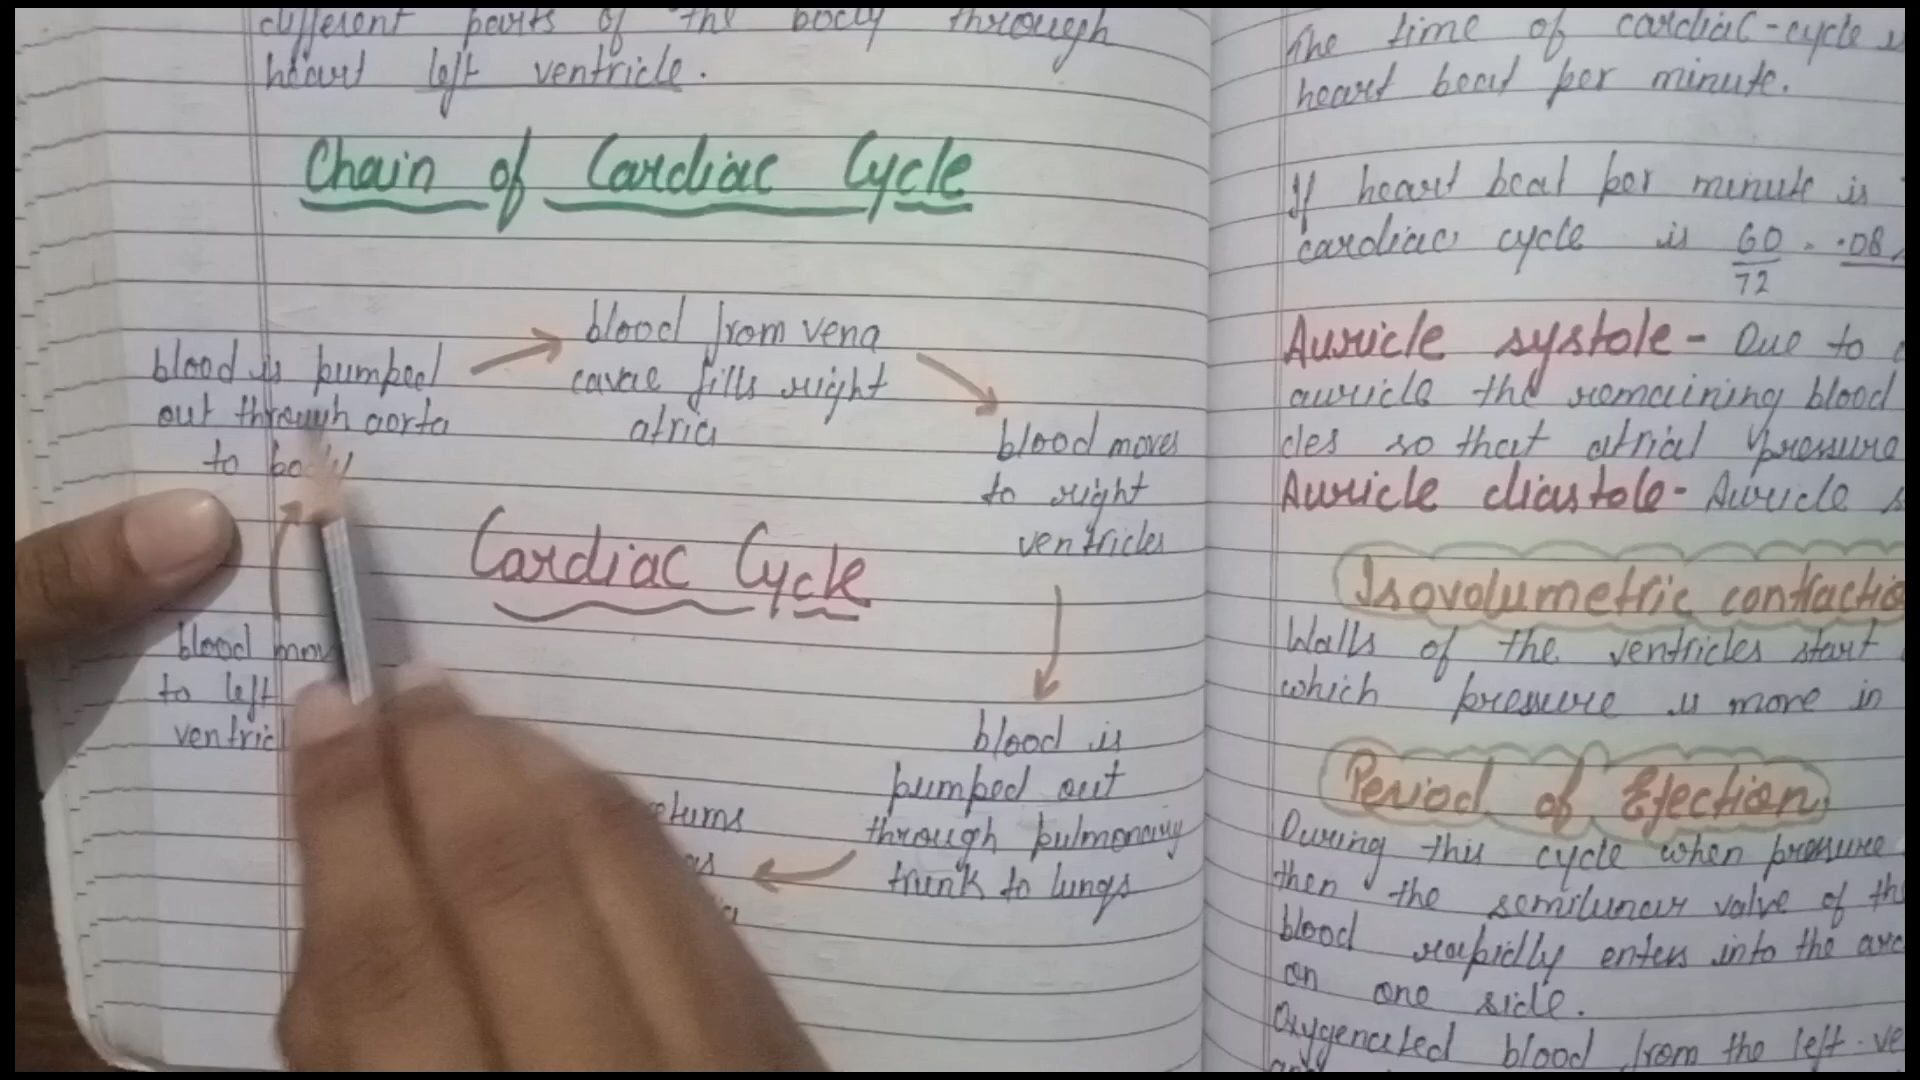 different parts of the body through
heart left ventricle.
Chain of Cardiac Cycle
blood from vena
cavae fills right
atria
blood moves
to right
ventricles
blood is
pumped out
through pulmonary
trunk to lungs
blood
to left
blood is pumped
out through aorta
to body
Cardiac Cycle
The time of cardiac-cycle
heart beat per minute.
If heart beat per minute is
cardiac cycle is 60 = .08
72
Auricle systole - Due to
auricle the remaining blood
cles so that atrial pressure
Auricle diastole - Auricle
Isovolumetric
Walls of the ventricles start
which pressure is more in
Period of Ejection
During this cycle when pressure
then the semilunar valve of
blood rapidly enters into the
on one side.
Oxygenated blood from the left